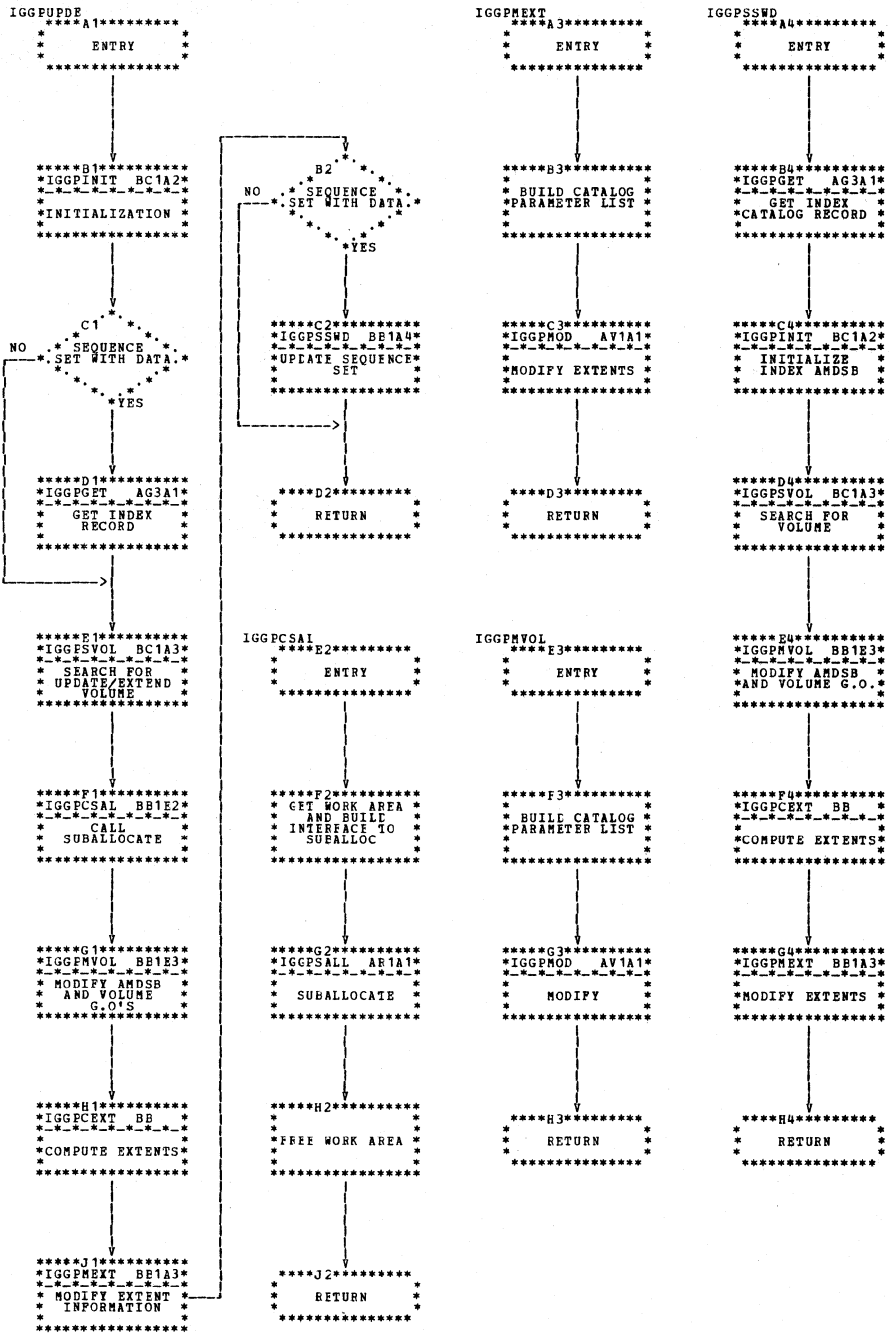 IGGPUPDE
****A1*********
ENTRY
***************
*****B1**********
*IGGPINIT BC1A2*
*-*-*-*-*-*-*-*-*
*INITIALIZATION *
*****************
C1
NO
SEQUENCE
SET WITH DATA
YES
*****D1**********
*IGGPGET AG3A1*
*-*-*-*-*-*-*-*-*
* GET INDEX *
* RECORD *
*****************
*****E1**********
*IGGPSVOL BC1A3*
*-*-*-*-*-*-*-*-*
* SEARCH FOR *
* UPDATE/EXTEND *
* VOLUME *
*****************
*****F1**********
*IGGPCSAL BB1E2*
*-*-*-*-*-*-*-*-*
* CALL *
* SUBALLOCATE *
*****************
*****G1**********
*IGGPMVOL BB1E3*
*-*-*-*-*-*-*-*-*
* MODIFY AMDSB *
* AND VOLUME *
* G.O'S *
*****************
*****H1**********
*IGGPCEXT BB *
*-*-*-*-*-*-*-*-*
*COMPUTE EXTENTS*
*****************
*****J1**********
*IGGPMEXT BB1A3*
*-*-*-*-*-*-*-*-*
* MODIFY EXTENT *
* INFORMATION *
*****************
B2
NO
SEQUENCE
SET WITH DATA
YES
*****C2**********
*IGGPSSWD BB1A4*
*-*-*-*-*-*-*-*-*
*UPDATE SEQUENCE*
* SET *
*****************
****D2*********
RETURN
***************
IGGPCSAL
****E2*********
ENTRY
***************
*****F2**********
* GET WORK AREA *
* AND BUILD *
* INTERFACE TO *
* SUBALLOC *
*****************
*****G2**********
*IGGPSALL AR1A1*
*-*-*-*-*-*-*-*-*
* SUBALLOCATE *
*****************
*****H2**********
*FREE WORK AREA *
*****************
****J2*********
RETURN
***************
IGGPMEXT
****A3*********
ENTRY
***************
*****B3**********
* BUILD CATALOG *
*PARAMETER LIST *
*****************
*****C3**********
*IGGPMOD AV1A1*
*-*-*-*-*-*-*-*-*
*MODIFY EXTENTS *
*****************
****D3*********
RETURN
***************
IGGPMVOL
****E3*********
ENTRY
***************
*****F3**********
* BUILD CATALOG *
*PARAMETER LIST *
*****************
*****G3**********
*IGGPMOD AV1A1*
*-*-*-*-*-*-*-*-*
* MODIFY *
*****************
****H3*********
RETURN
***************
IGGPSSWD
****A4*********
ENTRY
***************
*****B4**********
*IGGPGET AG3A1*
*-*-*-*-*-*-*-*-*
* GET INDEX *
*CATALOG RECORD *
*****************
*****C4**********
*IGGPINIT BC1A2*
*-*-*-*-*-*-*-*-*
* INITIALIZE *
* INDEX AMDSB *
*****************
*****D4**********
*IGGPSVOL BC1A3*
*-*-*-*-*-*-*-*-*
* SEARCH FOR *
* VOLUME *
*****************
*****E4**********
*IGGPMVOL BB1E3*
*-*-*-*-*-*-*-*-*
* MODIFY AMDSB *
*AND VOLUME G.O.*
*****************
*****F4**********
*IGGPCEXT BB *
*-*-*-*-*-*-*-*-*
*COMPUTE EXTENTS*
*****************
*****G4**********
*IGGPMEXT BB1A3*
*-*-*-*-*-*-*-*-*
*MODIFY EXTENTS *
*****************
****H4*********
RETURN
***************